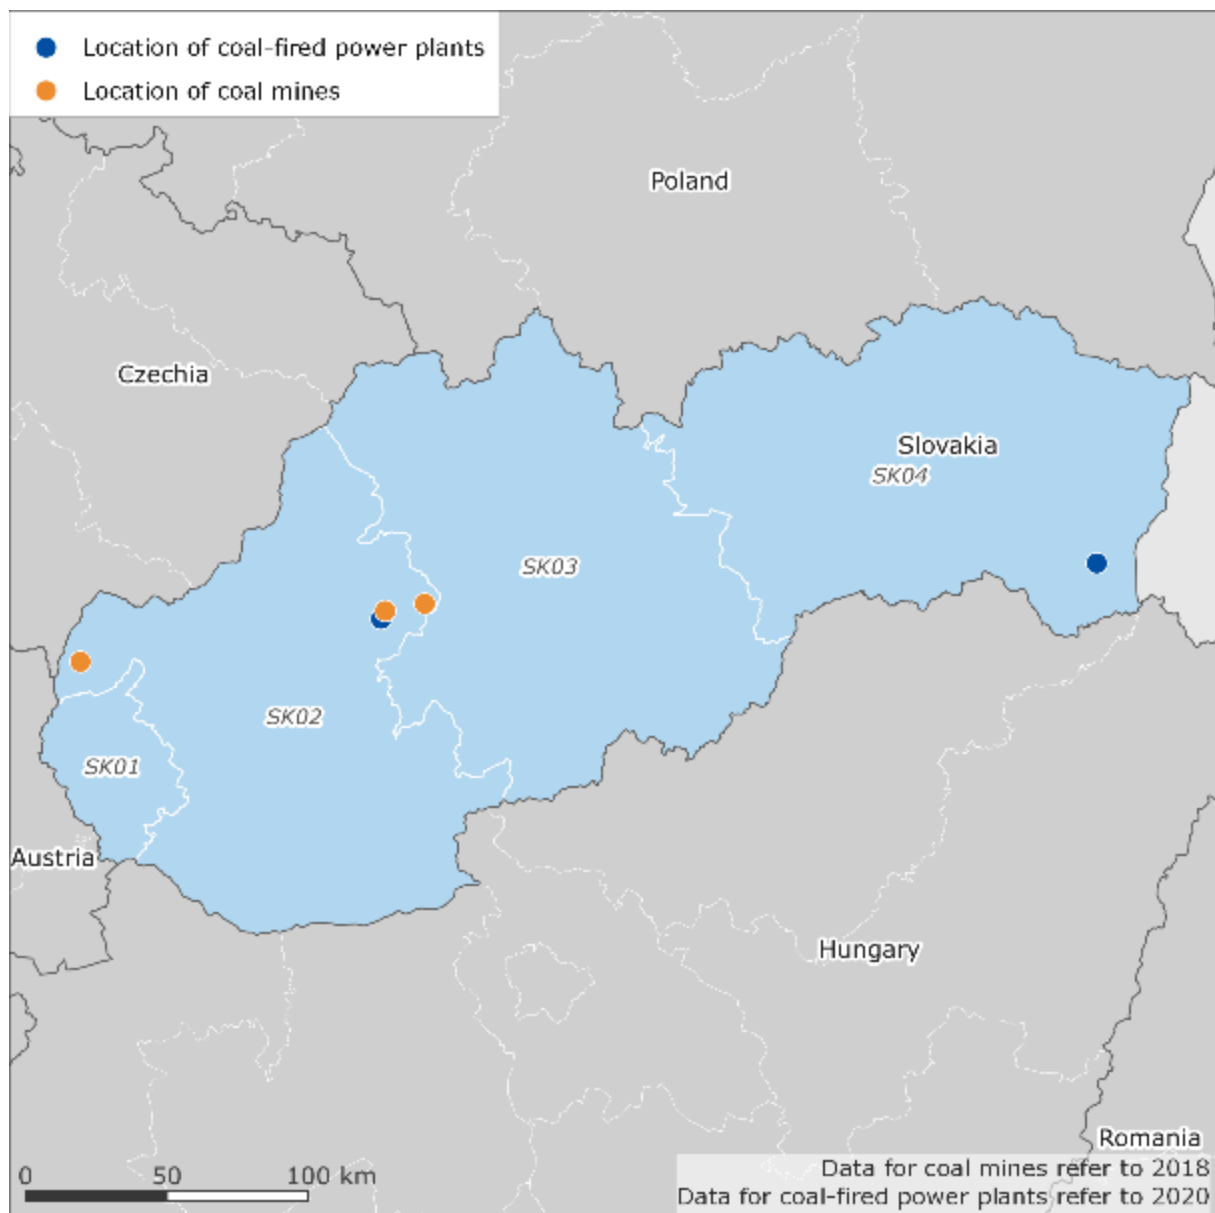 Location of coal-fired power plants
Location of coal mines
Poland
Czechia
Slovakia
SK04
SK03
SK02
SK01
Austria
Hungary
Romania
0 50 100 km
Data for coal mines refer to 2018
Data for coal-fired power plants refer to 2020